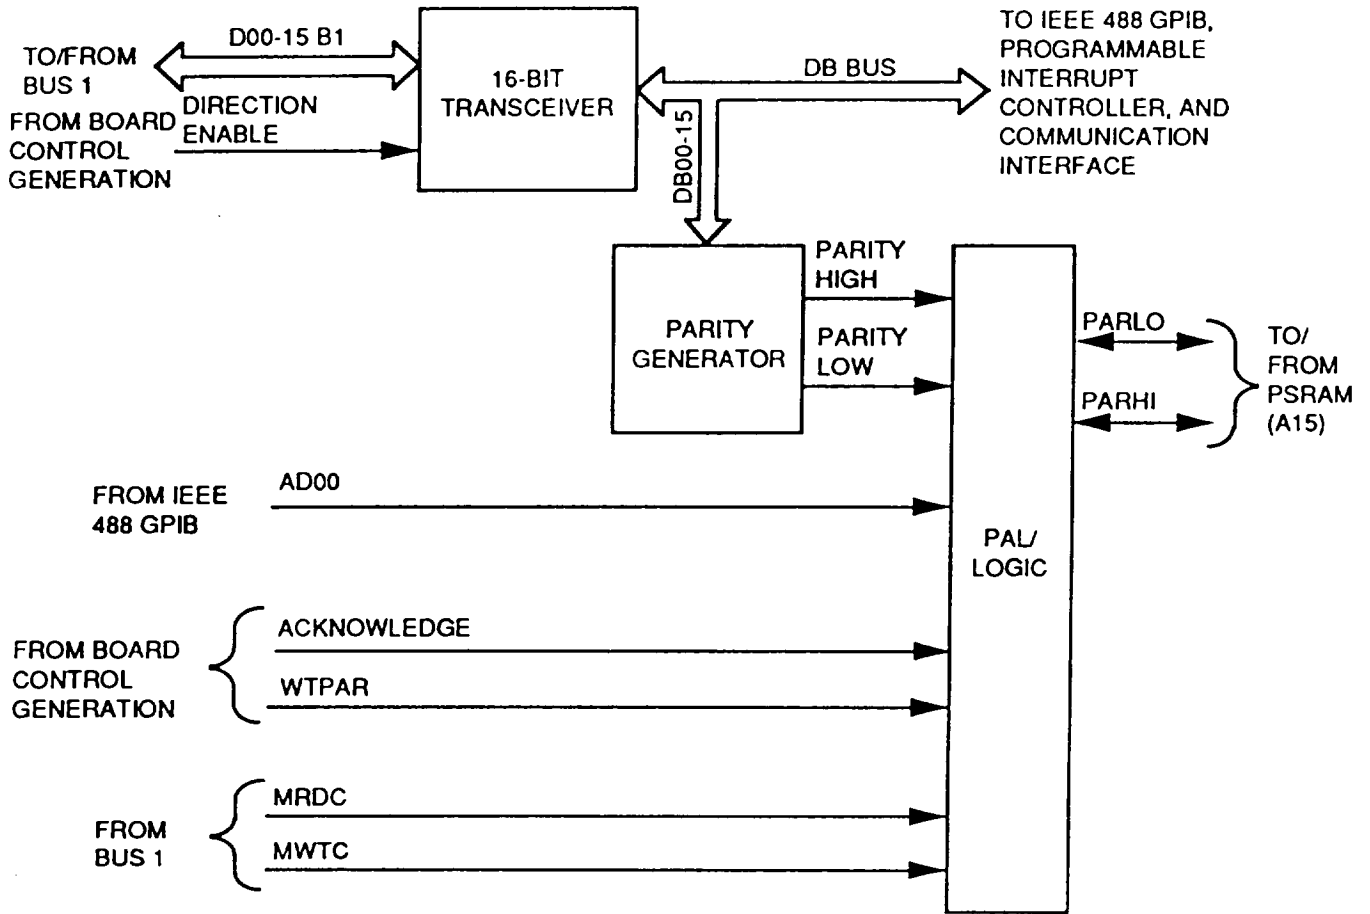 D00-15 B1
TO/FROM
BUS 1
DIRECTION
ENABLE
FROM BOARD
CONTROL
GENERATION
16-BIT
TRANSCEIVER
DB BUS
TO IEEE 488 GPIB,
PROGRAMMABLE
INTERRUPT
CONTROLLER, AND
COMMUNICATION
INTERFACE
DB00-15
PARITY
GENERATOR
PARITY
HIGH
PARITY
LOW
PAL/
LOGIC
PARLO
PARHI
TO/
FROM
PSRAM
(A15)
FROM IEEE
488 GPIB
AD00
FROM BOARD
CONTROL
GENERATION
ACKNOWLEDGE
WTPAR
FROM
BUS 1
MRDC
MWTC